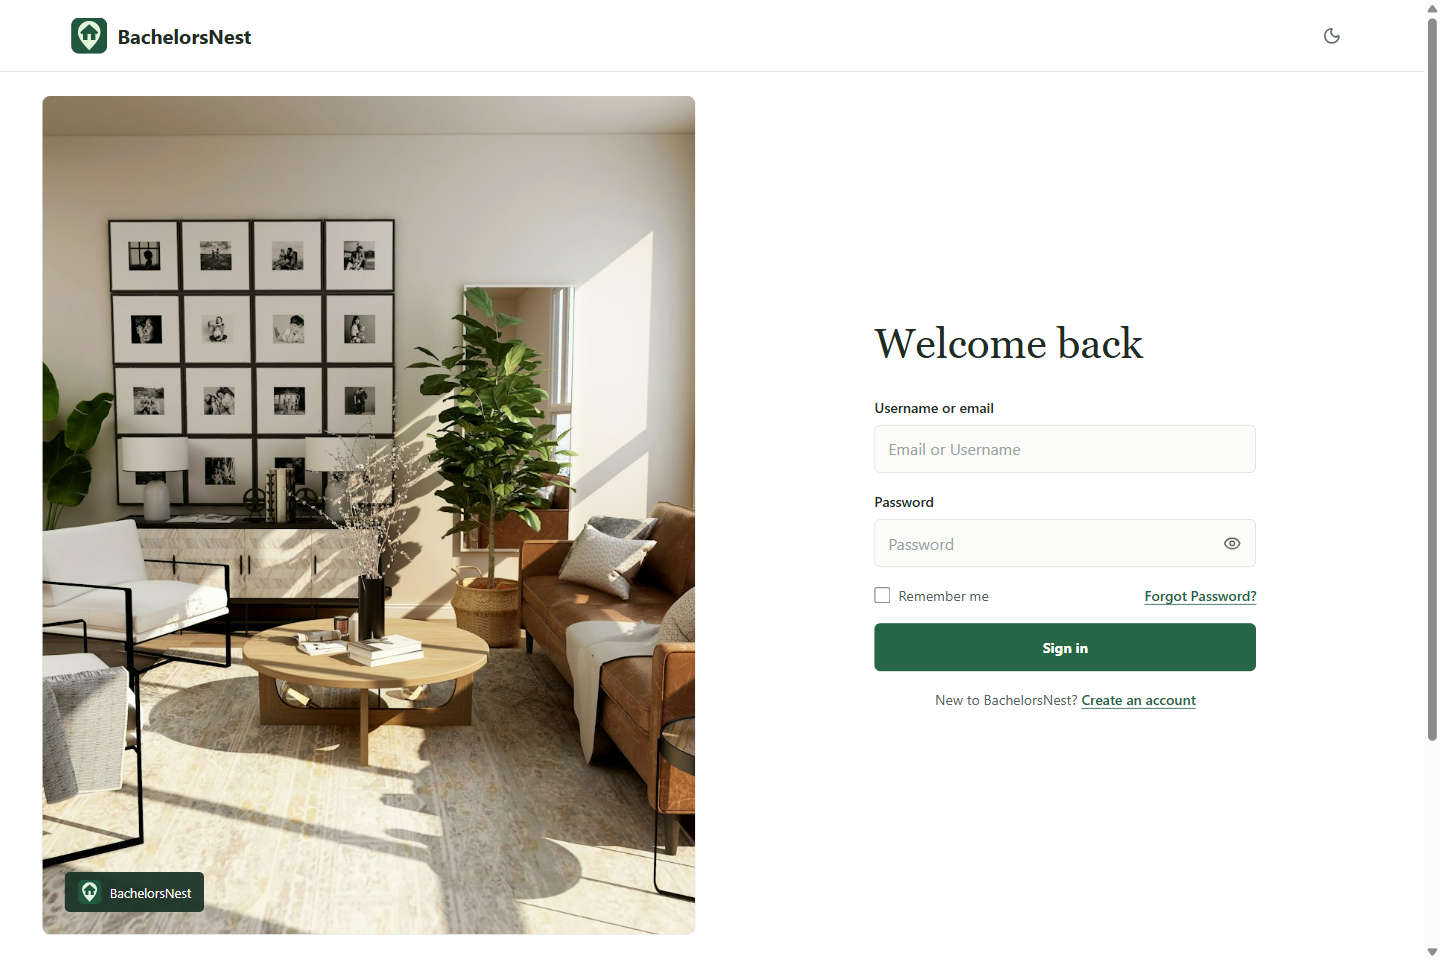 BachelorsNest
Welcome back
Username or email
Email or Username
Password
Password
Remember me
Forgot Password?
Sign in
New to BachelorsNest? Create an account
BachelorsNest